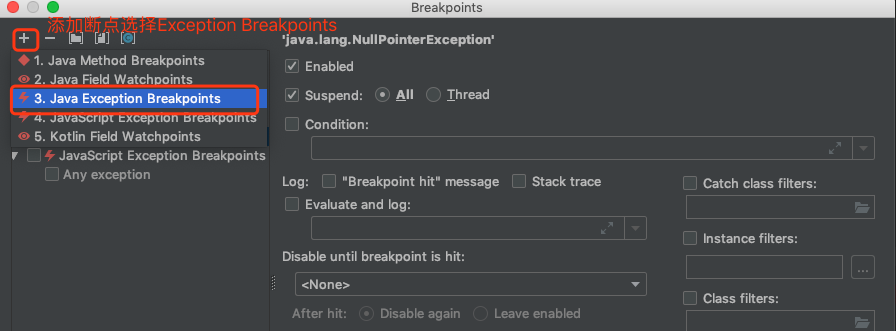 Breakpoints
添加断点选择Exception Breakpoints
'java.lang.NullPointerException'
1. Java Method Breakpoints
2. Java Field Watchpoints
3. Java Exception Breakpoints
4. JavaScript Exception Breakpoints
5. Kotlin Field Watchpoints
JavaScript Exception Breakpoints
Any exception
Enabled
Suspend: All Thread
Condition:
Log: "Breakpoint hit" message Stack trace
Evaluate and log:
Disable until breakpoint is hit:
<None>
After hit: Disable again Leave enabled
Catch class filters:
Instance filters:
...
Class filters: